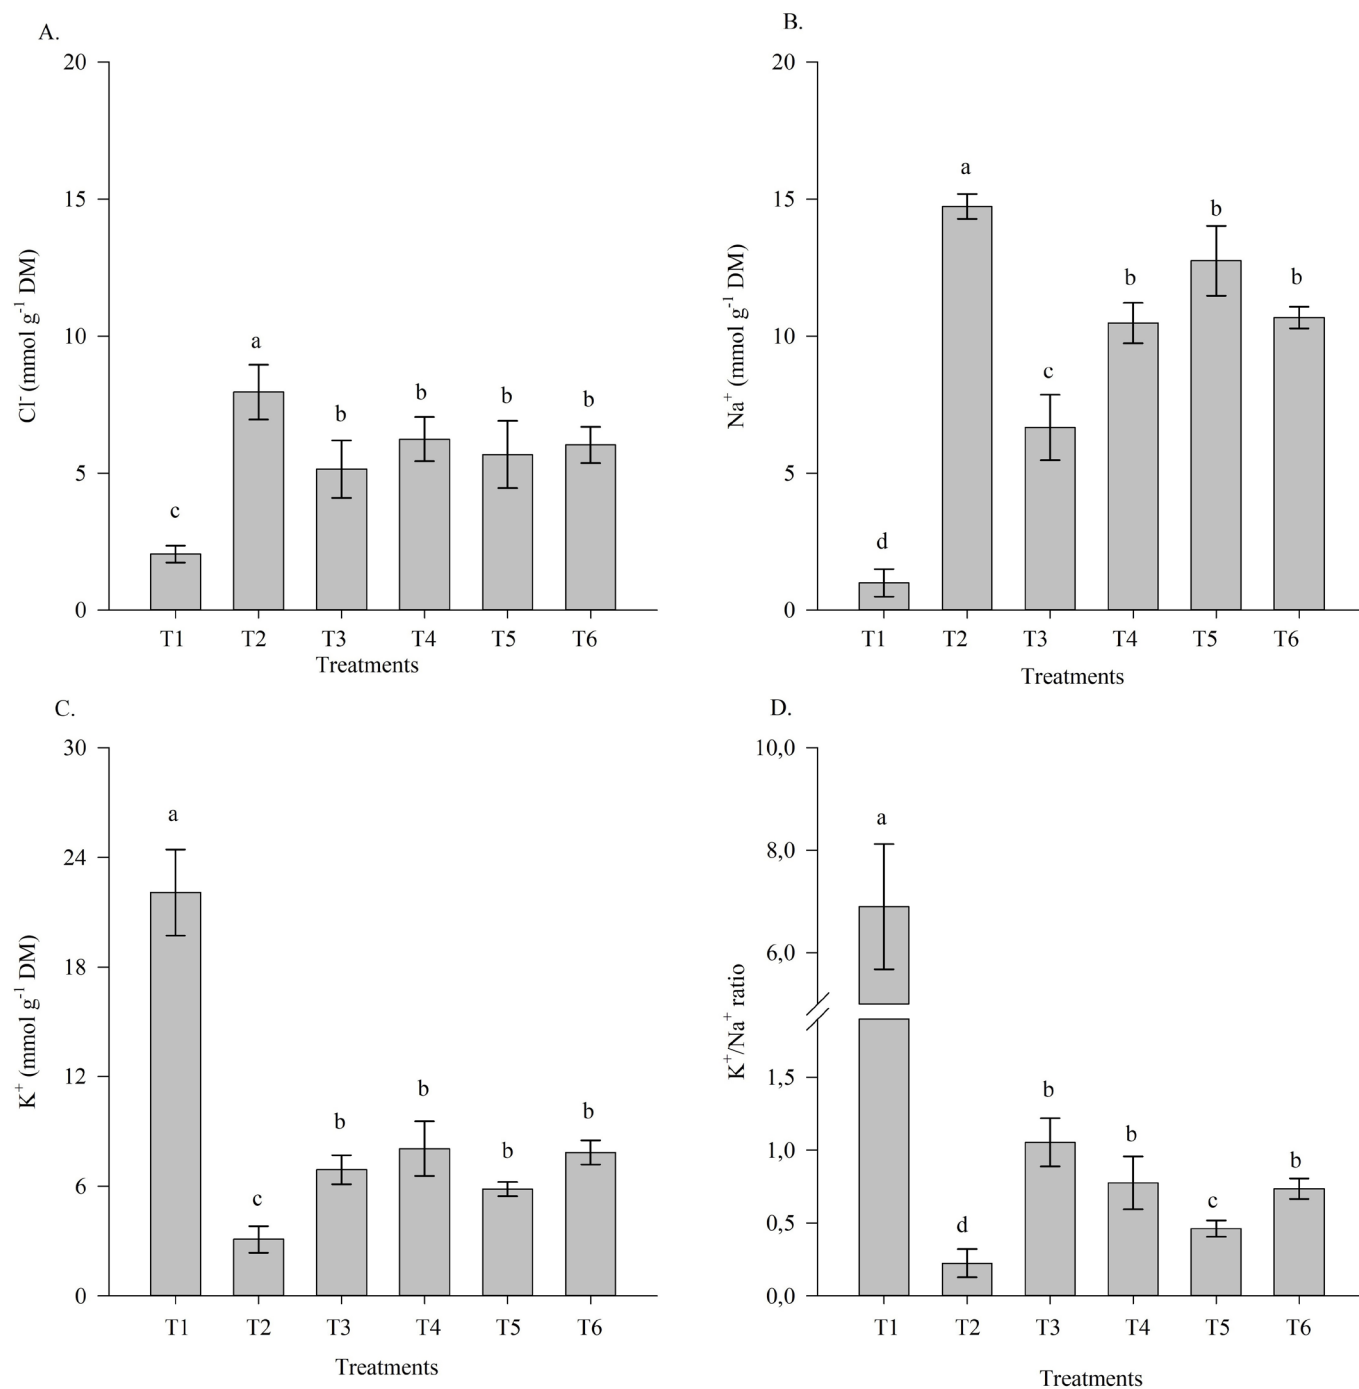 A.
20
15
10
5
0
Cl⁻ (mmol g⁻¹ DM)
c
a
b
b
b
b
T1 T2 T3 T4 T5 T6
Treatments
B.
20
15
10
5
0
Na⁺ (mmol g⁻¹ DM)
d
a
c
b
b
b
T1 T2 T3 T4 T5 T6
Treatments
C.
30
24
18
12
6
0
K⁺ (mmol g⁻¹ DM)
a
c
b
b
b
b
T1 T2 T3 T4 T5 T6
Treatments
D.
10,0
8,0
6,0
1,5
1,0
0,5
0,0
K⁺/Na⁺ ratio
a
d
b
b
c
b
T1 T2 T3 T4 T5 T6
Treatments